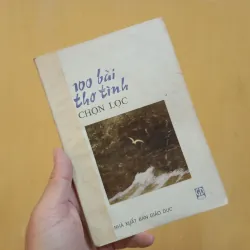 100 bài
thơ tình
CHỌN LỌC
NHÀ XUẤT BẢN GIÁO DỤC